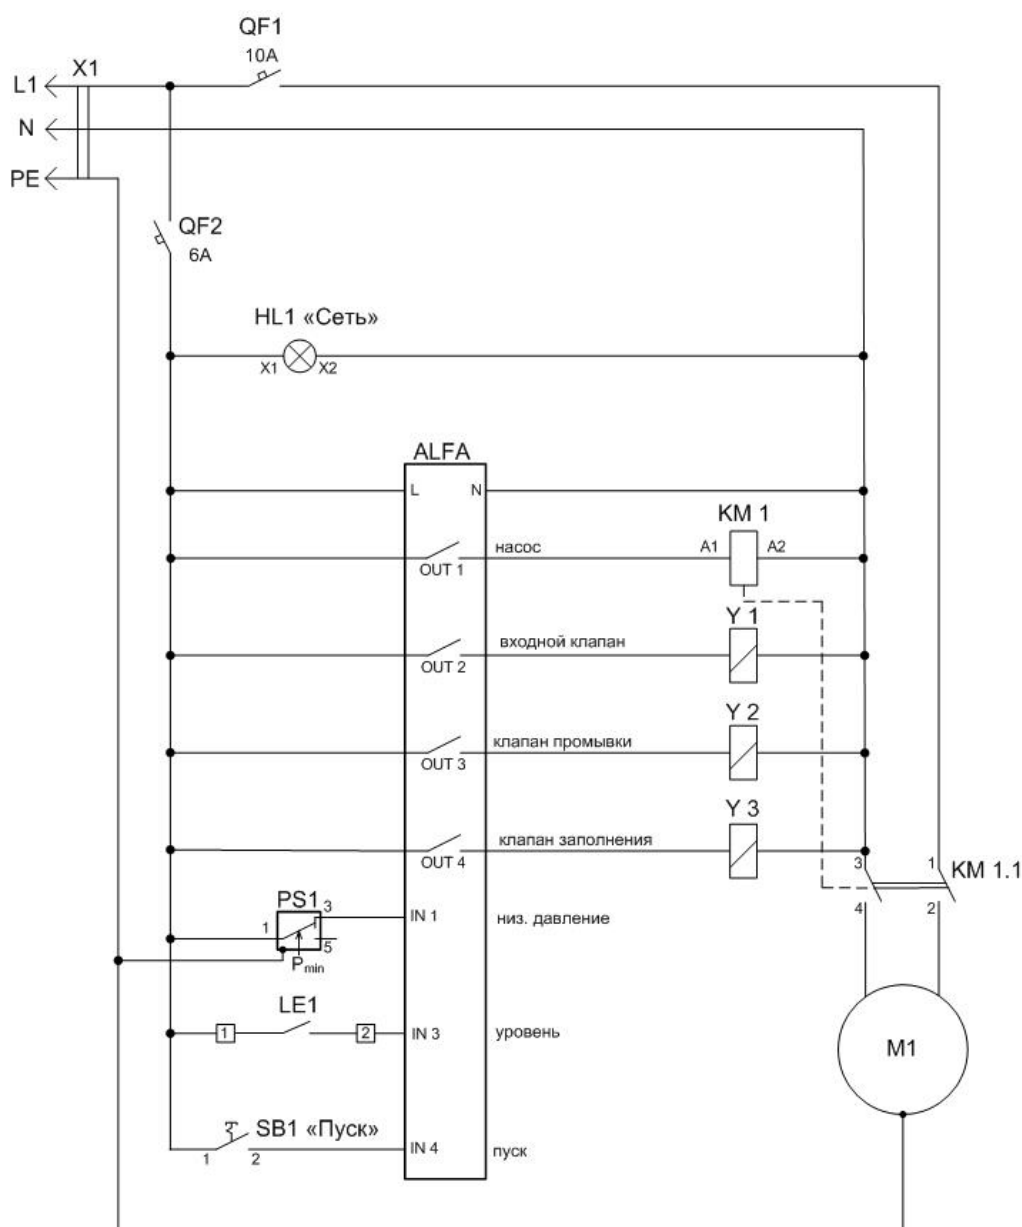 QF1
10A
X1
L1
N
PE
QF2
6A
HL1 «Сеть»
X1 X2
ALFA
L N
KM 1
насос A1 A2
OUT 1
Y 1
входной клапан
OUT 2
Y 2
клапан промывки
OUT 3
Y 3
клапан заполнения
OUT 4
3 1 KM 1.1
PS1 3
4 2
IN 1 низ. давление
1
5
Pmin
LE1
1 2 IN 3 уровень
M1
SB1 «Пуск»
1 2 IN 4 пуск